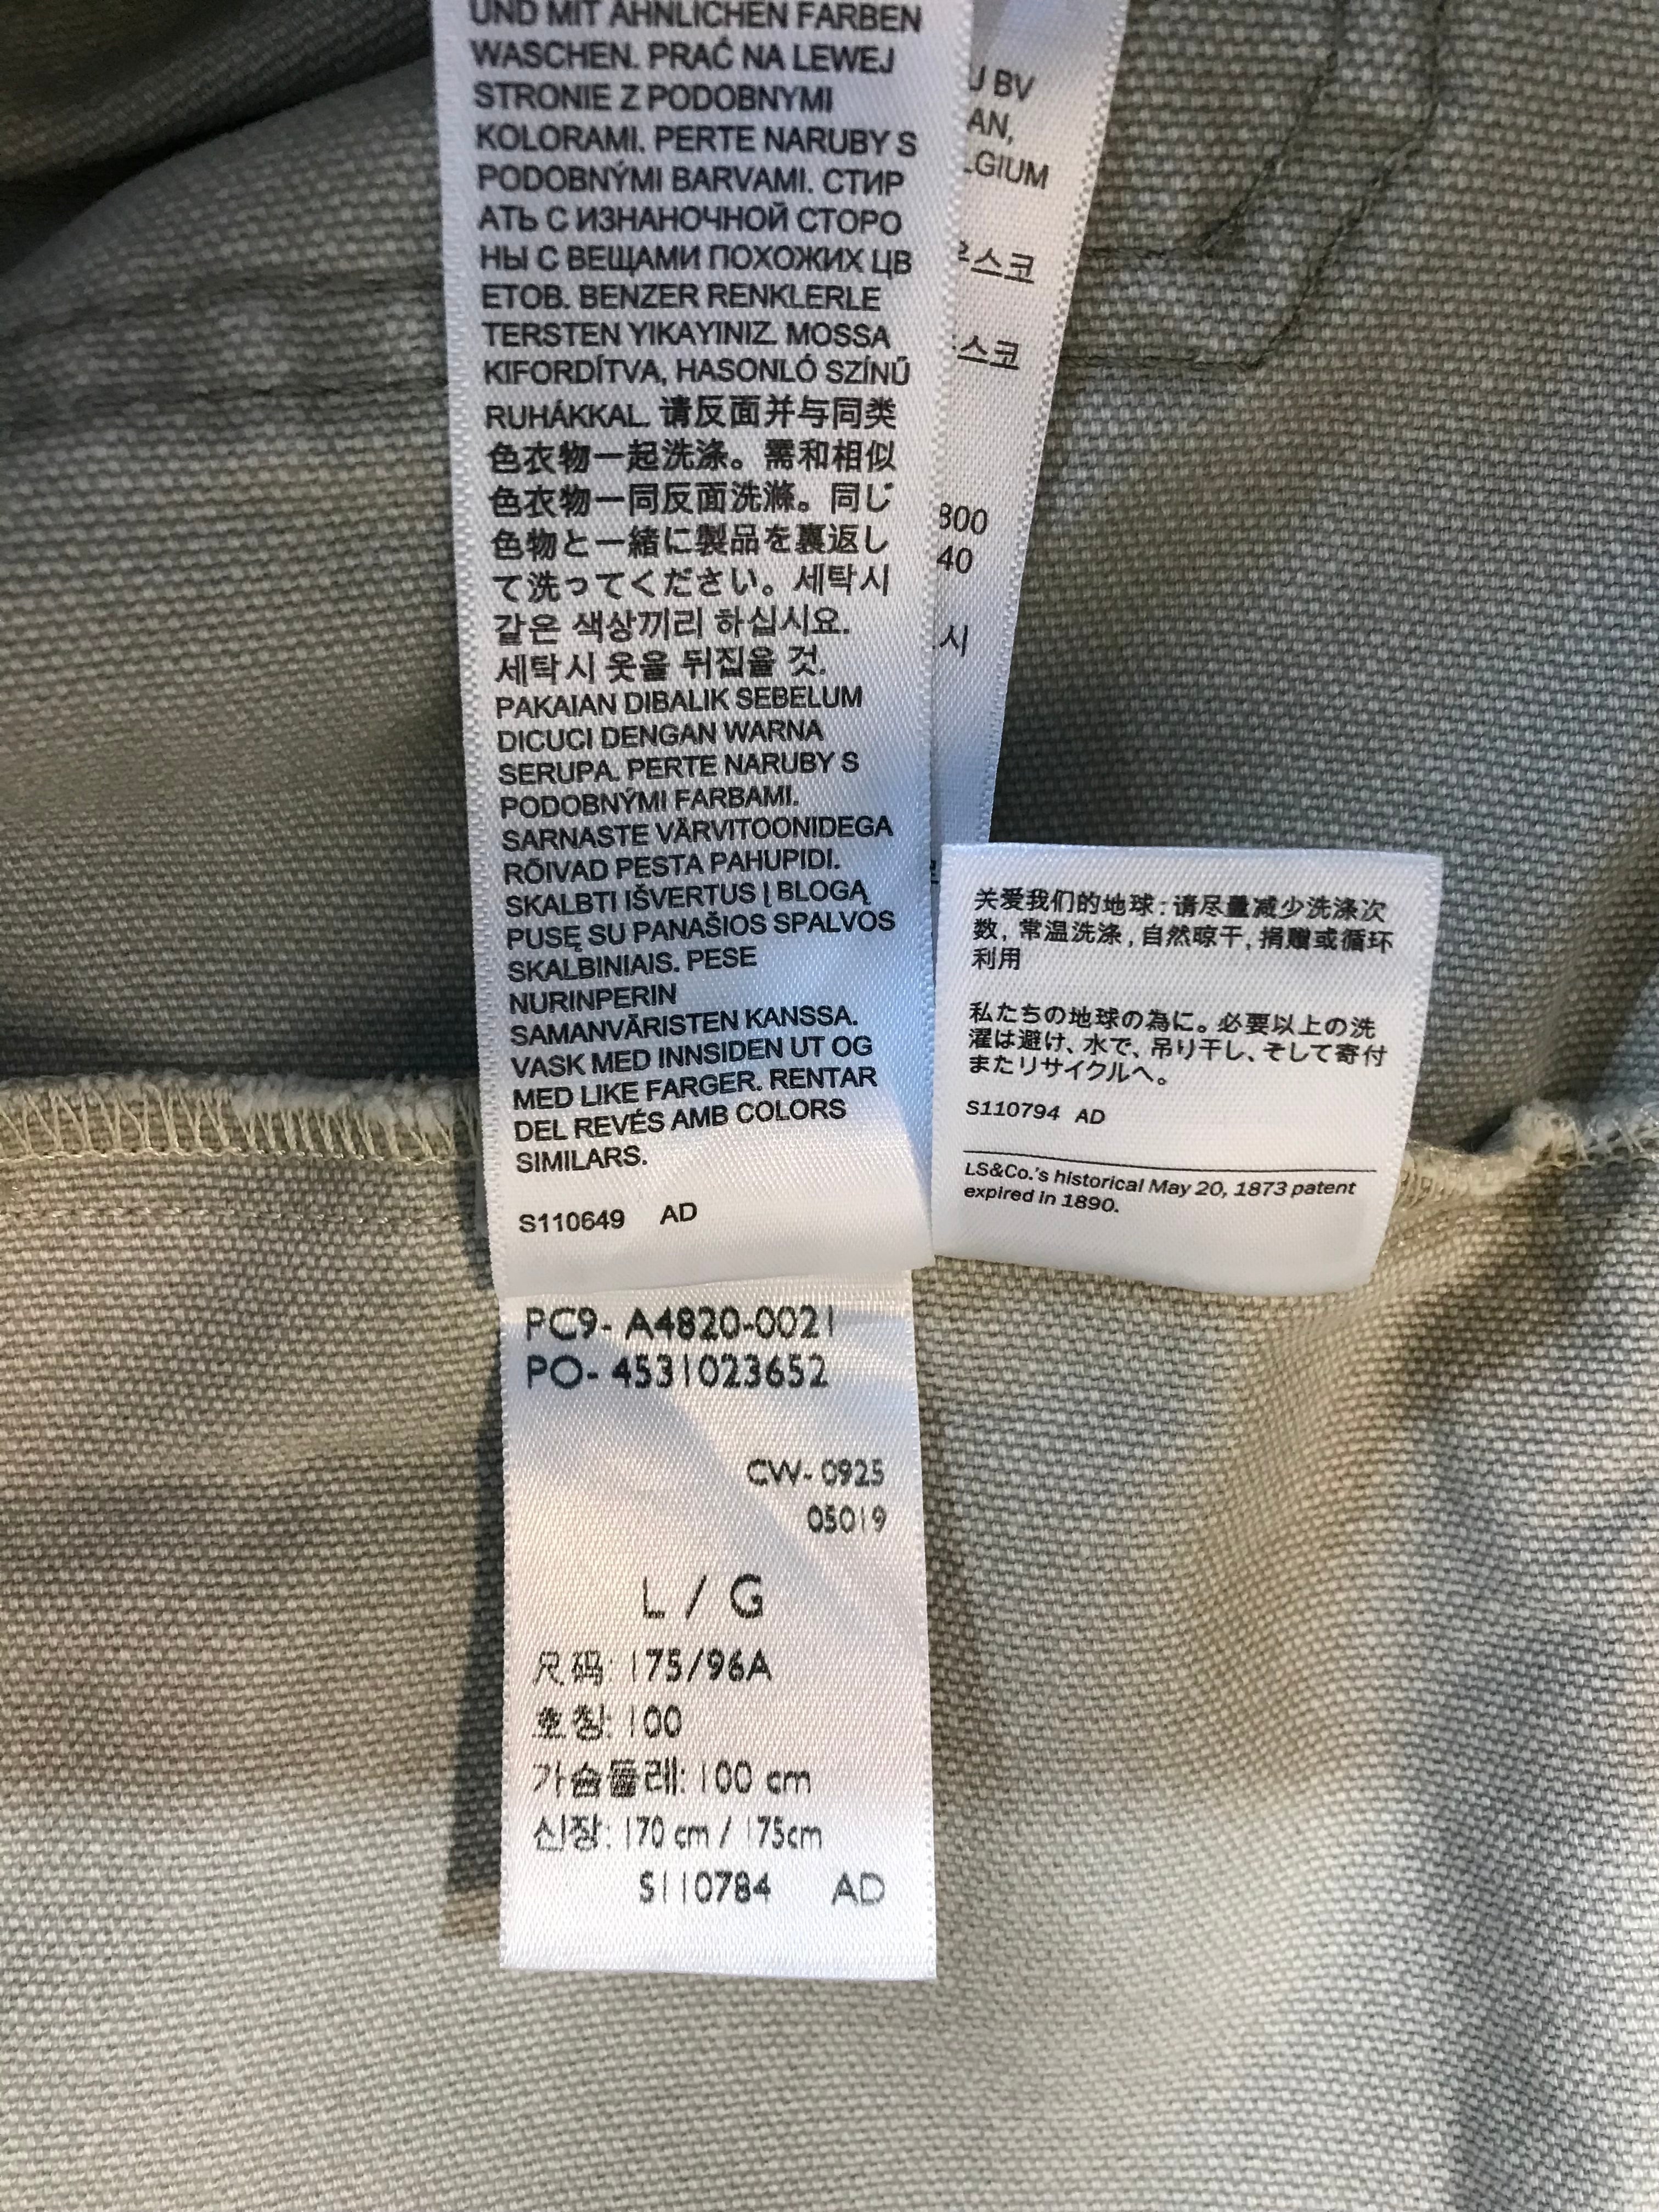 UND MIT ÄHNLICHEN FARBEN
WASCHEN. PRAĆ NA LEWEJ
STRONIE Z PODOBNYMI
KOLORAMI. PERTE NARUBY S
PODOBNÝMI BARVAMI. СТИР
АТЬ С ИЗНАНОЧНОЙ СТОРО
НЫ С ВЕЩАМИ ПОХОЖИХ ЦВ
ЕТОВ. BENZER RENKLERLE
TERSTEN YIKAYINIZ. MOSSA
KIFORDÍTVA, HASONLÓ SZÍNŰ
RUHÁKKAL. 请反面并与同类
色衣物一起洗涤。需和相似
色衣物一同反面洗滌。同じ
色物と一緒に製品を裏返し
て洗ってください。세탁시
같은 색상끼리 하십시요.
세탁시 옷을 뒤집을 것.
PAKAIAN DIBALIK SEBELUM
DICUCI DENGAN WARNA
SERUPA. PERTE NARUBY S
PODOBNÝMI FARBAMI.
SARNASTE VÄRVITOONIDEGA
RÕIVAD PESTA PAHUPIDI.
SKALBTI IŠVERTUS Į BLOGĄ
PUSĘ SU PANAŠIOS SPALVOS
SKALBINIAIS. PESE
NURINPERIN
SAMANVÄRISTEN KANSSA.
VASK MED INNSIDEN UT OG
MED LIKE FARGER. RENTAR
DEL REVÉS AMB COLORS
SIMILARS.
S110649 AD
U BV
AN,
LGIUM
스코
스코
800
40
시
关爱我们的地球:请尽量减少洗涤次
数,常温洗涤,自然晾干,捐赠或循环
利用
私たちの地球の為に。必要以上の洗
濯は避け、水で、吊り干し、そして寄付
またリサイクルへ。
S110794 AD
LS&Co.'s historical May 20, 1873 patent
expired in 1890.
PC9- A4820-0021
PO- 4531023652
CW- 0925
05019
L / G
尺码: 175/96A
호칭: 100
가슴둘레: 100 cm
신장: 170 cm / 175cm
S110784 AD